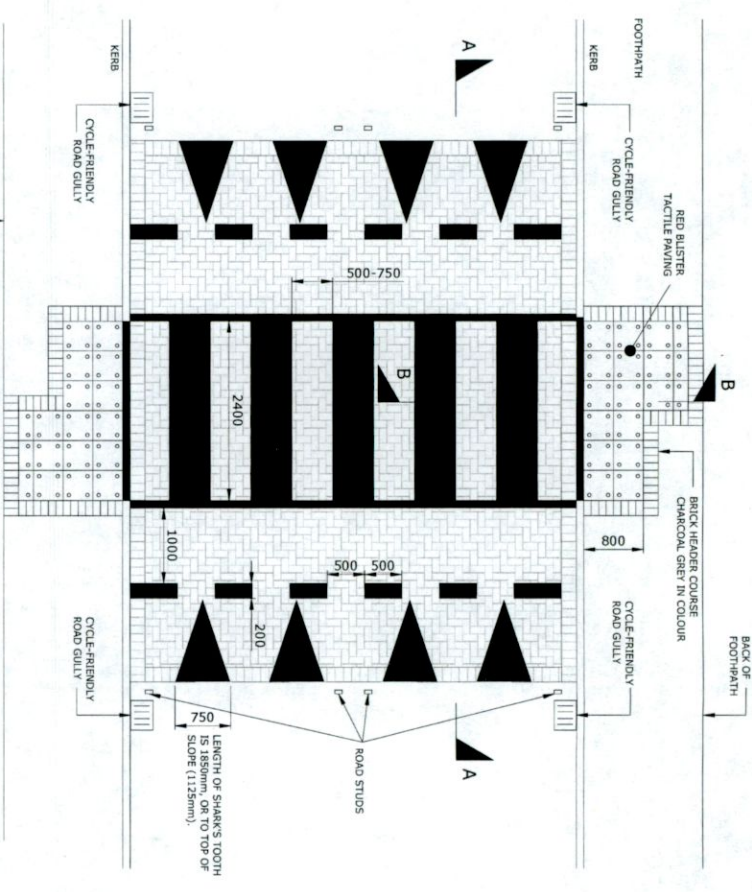 BACK OF
FOOTHPATH
FOOTHPATH
RED BLISTER
TACTILE PAVING
B
BRICK HEADER COURSE
CHARCOAL GREY IN COLOUR
CYCLE-FRIENDLY
ROAD GULLY
CYCLE-FRIENDLY
ROAD GULLY
KERB
800
A
A
B
500-750
2400
500
500
1000
200
ROAD STUDS
750
LENGTH OF SHARK'S TOOTH
IS 1850mm, OR TO TOP OF
SLOPE (1125mm).
KERB
CYCLE-FRIENDLY
ROAD GULLY
CYCLE-FRIENDLY
ROAD GULLY